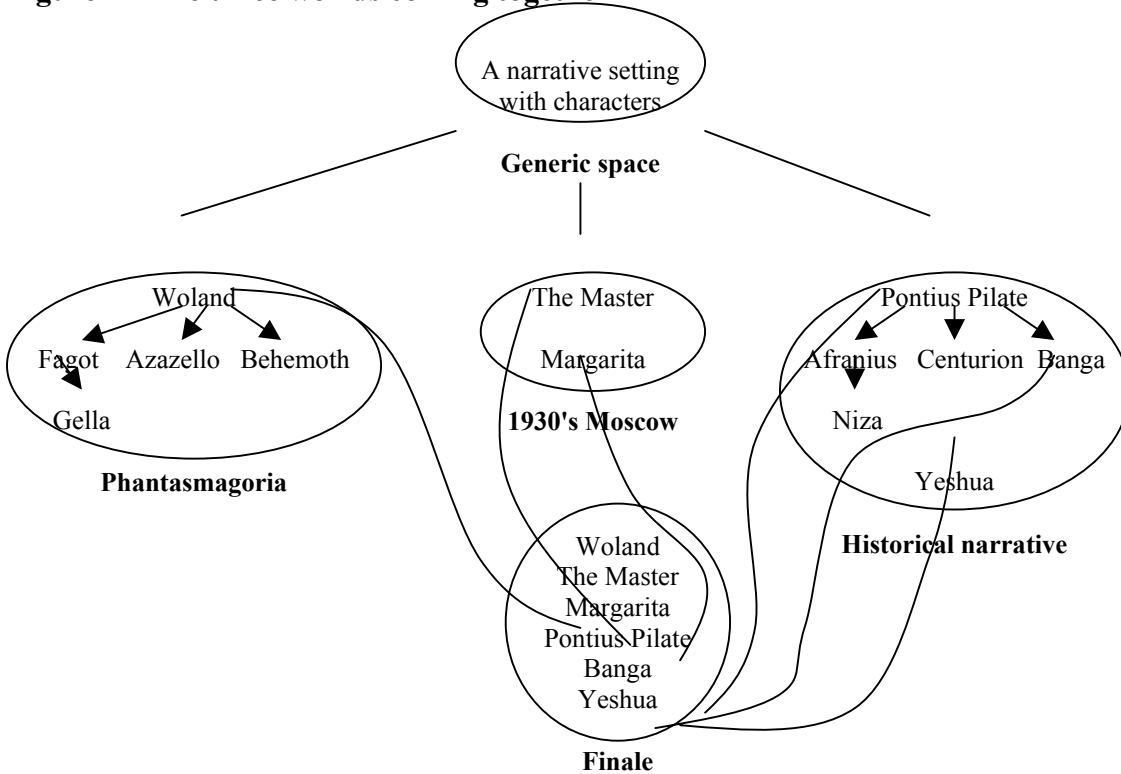 A narrative setting
with characters
Generic space
Woland
Fagot Azazello Behemoth
Gella
Phantasmagoria
The Master
Margarita
1930's Moscow
Pontius Pilate
Afranius Centurion Banga
Niza
Yeshua
Historical narrative
Woland
The Master
Margarita
Pontius Pilate
Banga
Yeshua
Finale